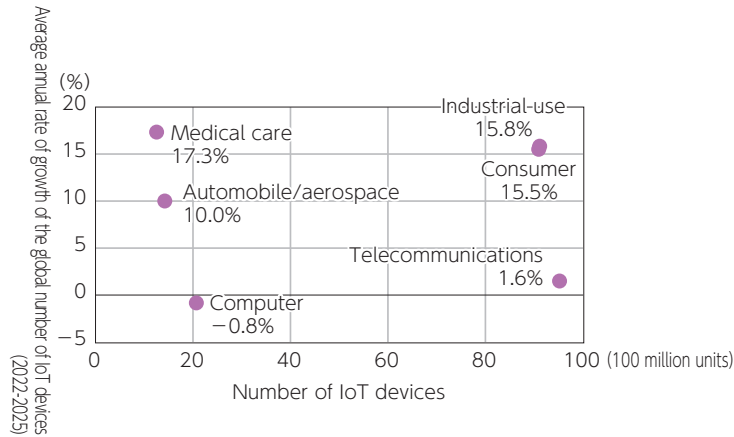 Average annual rate of growth of the global number of IoT devices
(2022-2025)
(%)
20
15
10
5
0
−5
Medical care
17.3%
Automobile/aerospace
10.0%
Computer
−0.8%
Industrial-use
15.8%
Consumer
15.5%
Telecommunications
1.6%
0 20 40 60 80 100 (100 million units)
Number of IoT devices